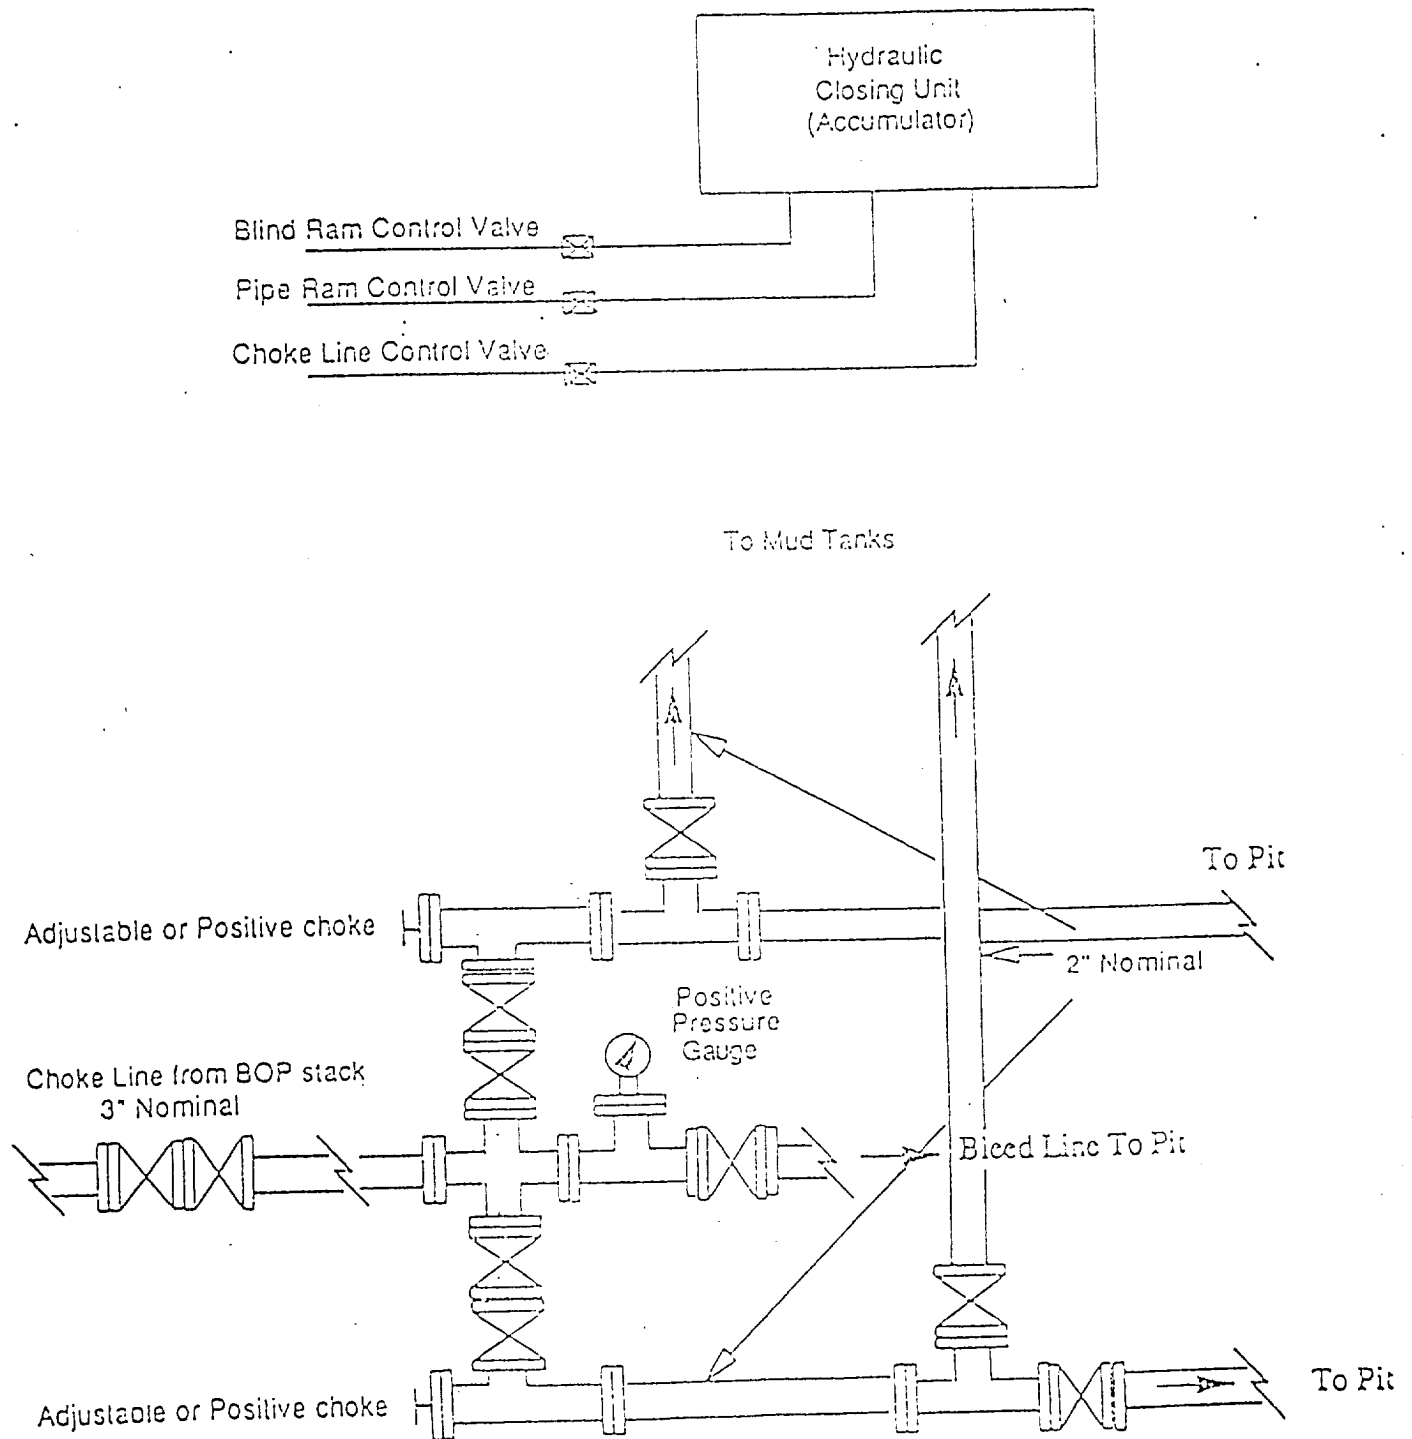 Hydraulic
Closing Unit
(Accumulator)
Blind Ram Control Valve
Pipe Ram Control Valve
Choke Line Control Valve
To Mud Tanks
To Pit
Adjustable or Positive choke
2" Nominal
Positive
Pressure
Gauge
Choke Line from BOP stack
3" Nominal
Bleed Line To Pit
To Pit
Adjustable or Positive choke